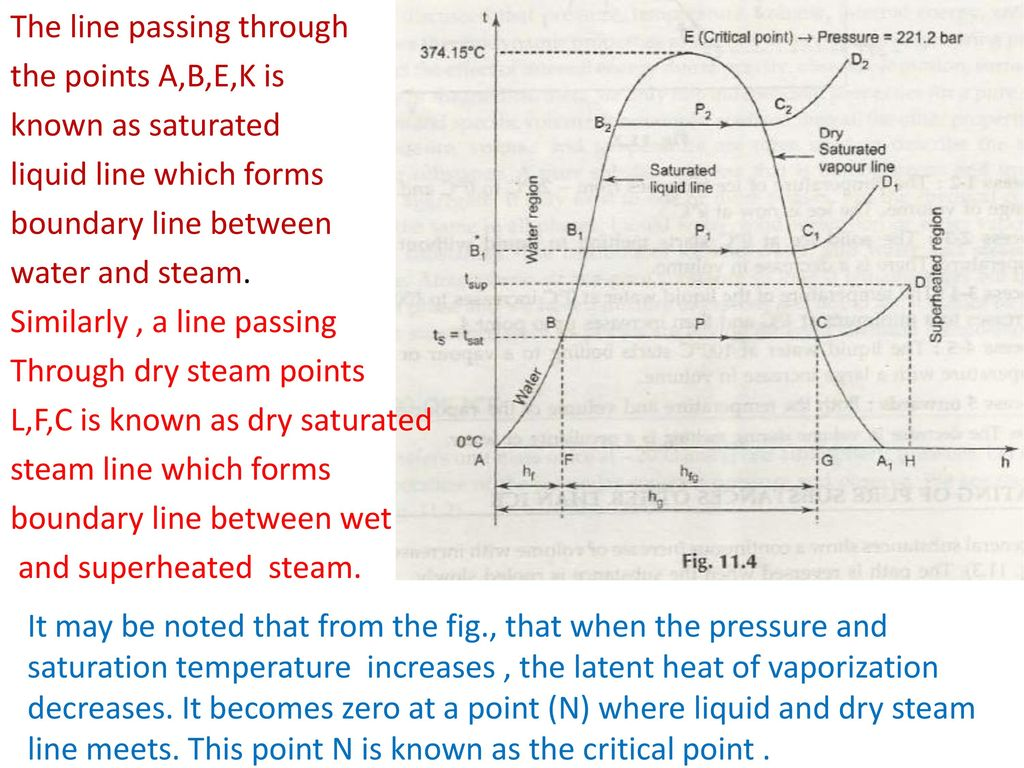 The line passing through
the points A,B,E,K is
known as saturated
liquid line which forms
boundary line between
water and steam.
Similarly , a line passing
Through dry steam points
L,F,C is known as dry saturated
steam line which forms
boundary line between wet
and superheated steam.
t
E (Critical point) → Pressure = 221.2 bar
374.15°C
D2
C2
P2
B2
Dry
Saturated
vapour line
Saturated
liquid line
D1
Water region
B1
P1
C1
B1*
Superheated region
tsup
D
B
P
C
tS = tsat
Water
0°C
A
F
G
A1
H
h
hf
hfg
hg
Fig. 11.4
It may be noted that from the fig., that when the pressure and
saturation temperature increases , the latent heat of vaporization
decreases. It becomes zero at a point (N) where liquid and dry steam
line meets. This point N is known as the critical point .